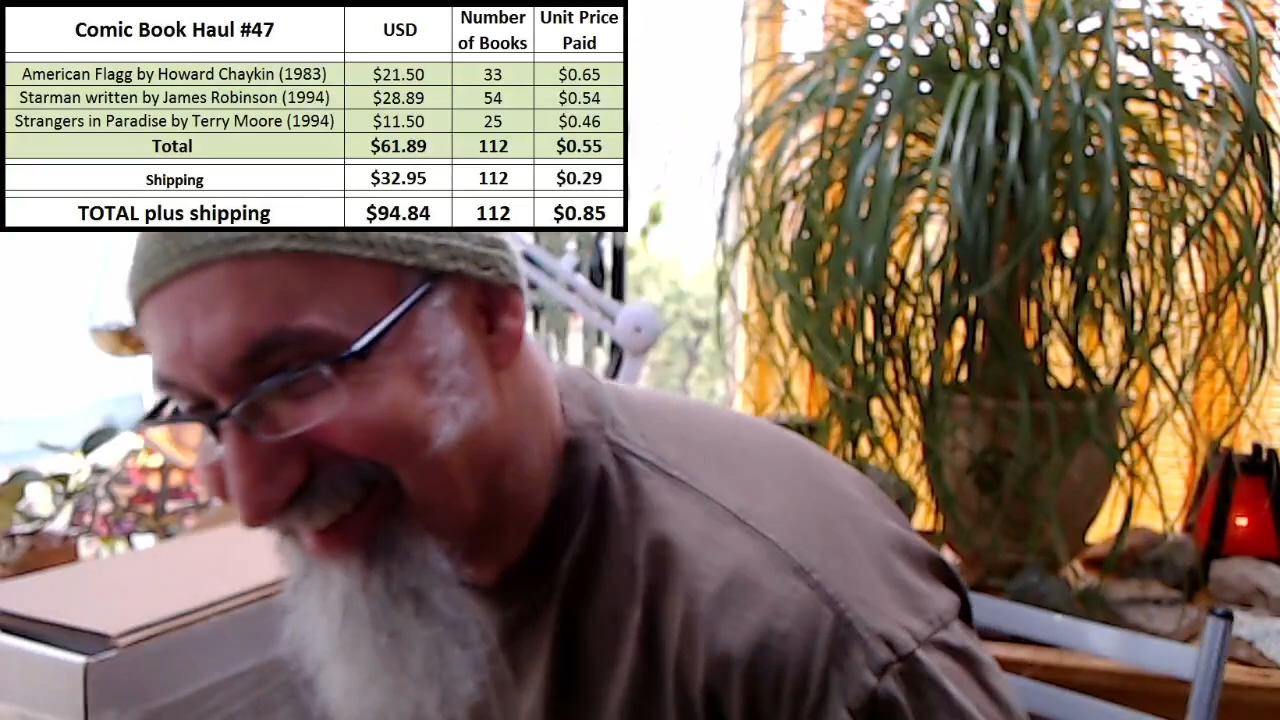 Comic Book Haul #47 USD Number of Books Unit Price Paid
American Flagg by Howard Chaykin (1983) $21.50 33 $0.65
Starman written by James Robinson (1994) $28.89 54 $0.54
Strangers in Paradise by Terry Moore (1994) $11.50 25 $0.46
Total $61.89 112 $0.55
Shipping $32.95 112 $0.29
TOTAL plus shipping $94.84 112 $0.85